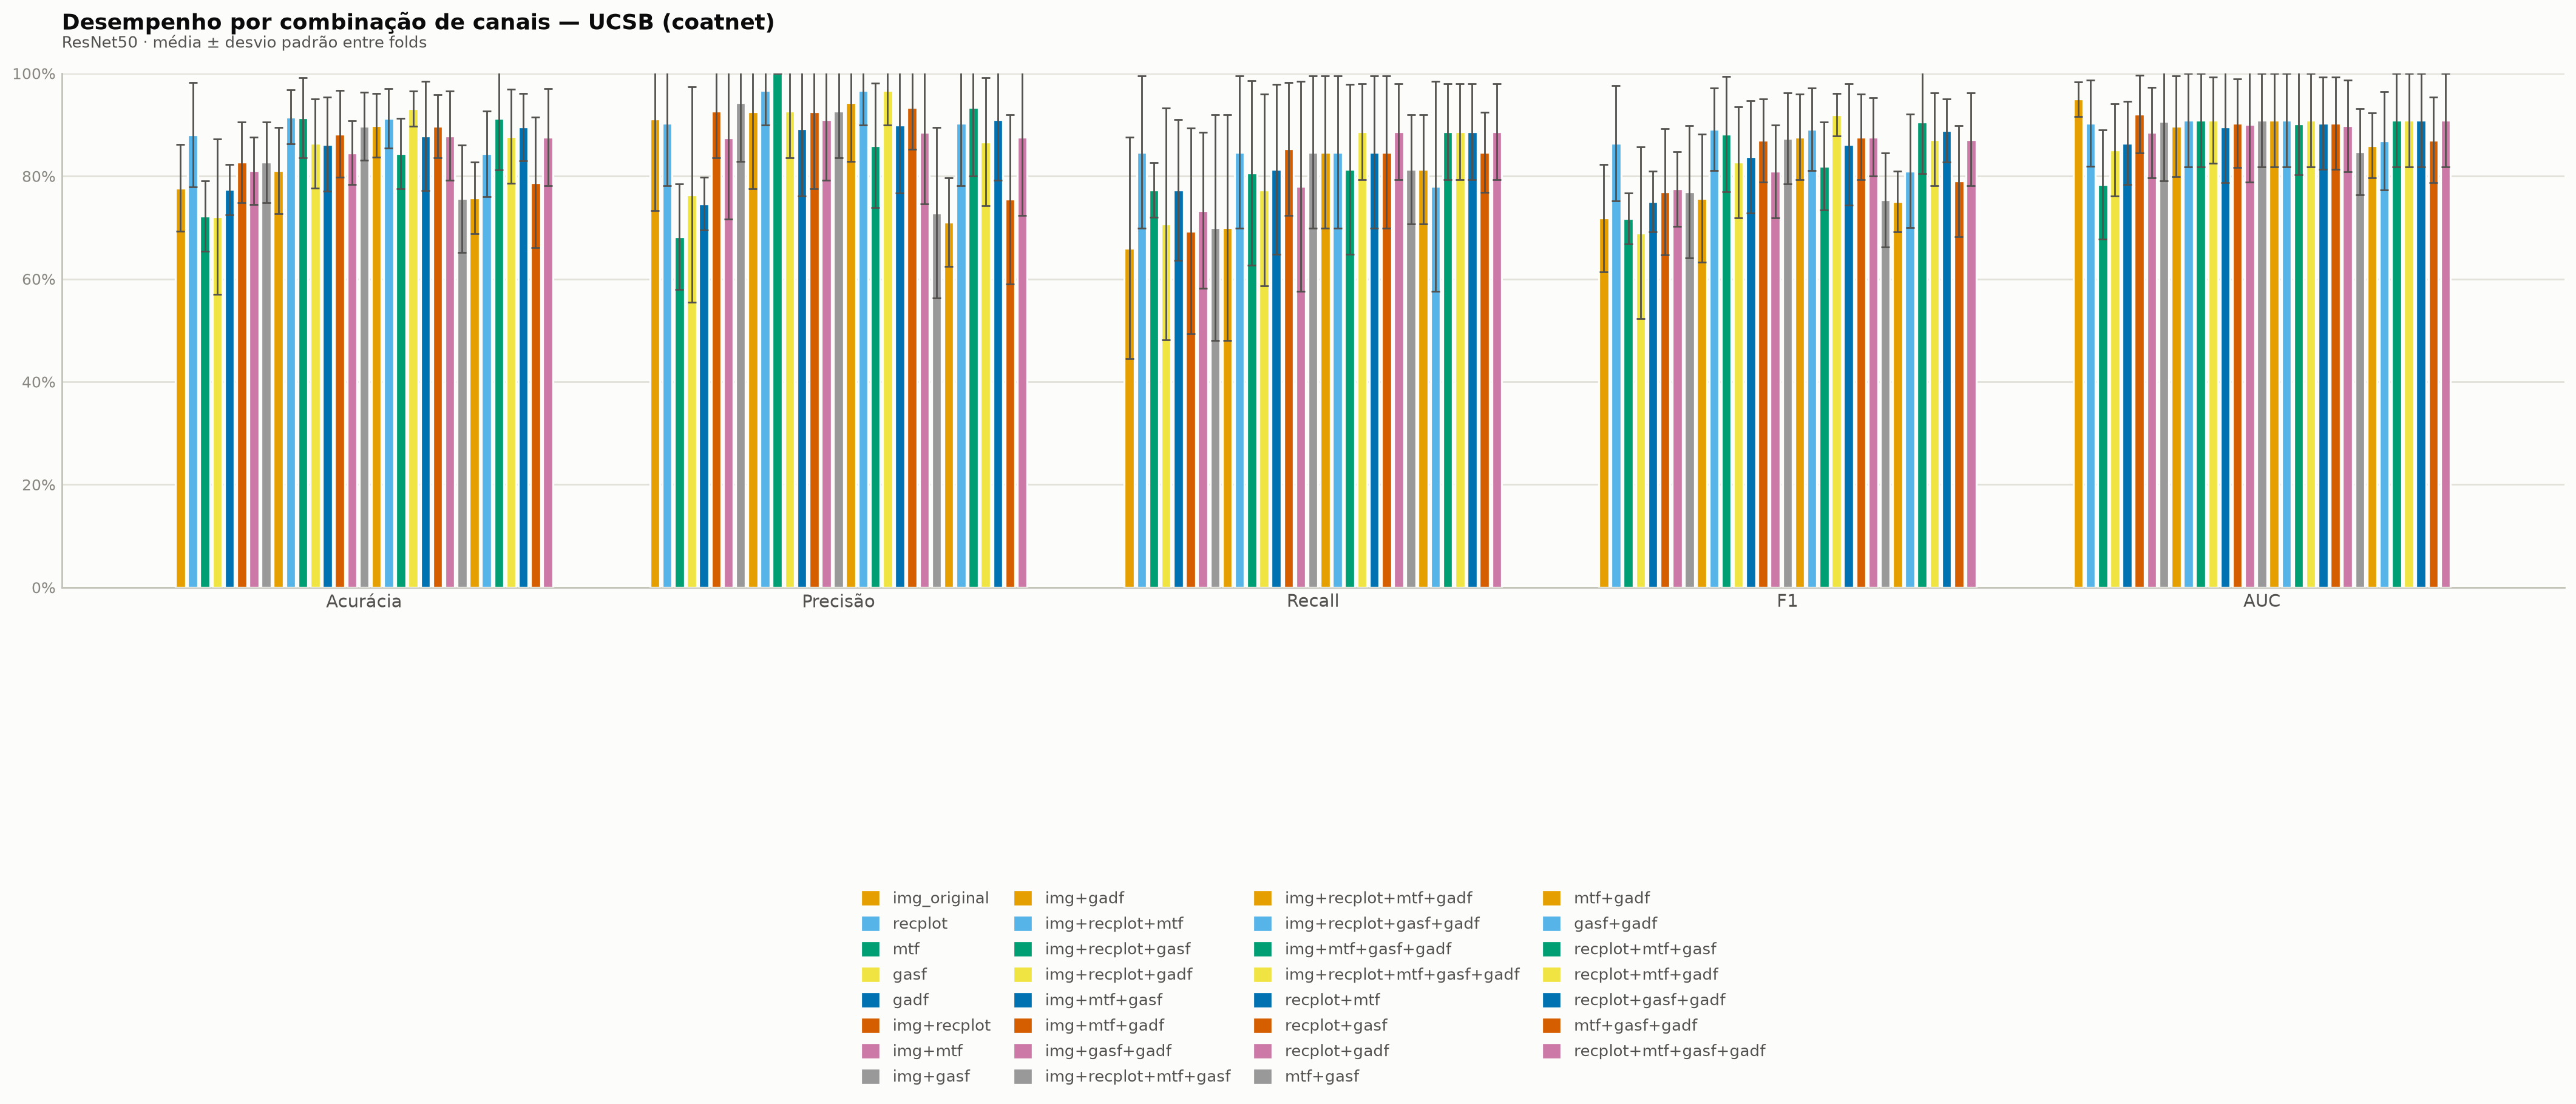 Desempenho por combinação de canais — UCSB (coatnet)
ResNet50 · média ± desvio padrão entre folds
100%
80%
60%
40%
20%
0%
Acurácia Precisão Recall F1 AUC
img_original img+gadf img+recplot+mtf+gadf mtf+gadf
recplot img+recplot+mtf img+recplot+gasf+gadf gasf+gadf
mtf img+recplot+gasf img+mtf+gasf+gadf recplot+mtf+gasf
gasf img+recplot+gadf img+recplot+mtf+gasf+gadf recplot+mtf+gadf
gadf img+mtf+gasf recplot+mtf recplot+gasf+gadf
img+recplot img+mtf+gadf recplot+gasf mtf+gasf+gadf
img+mtf img+gasf+gadf recplot+gadf recplot+mtf+gasf+gadf
img+gasf img+recplot+mtf+gasf mtf+gasf